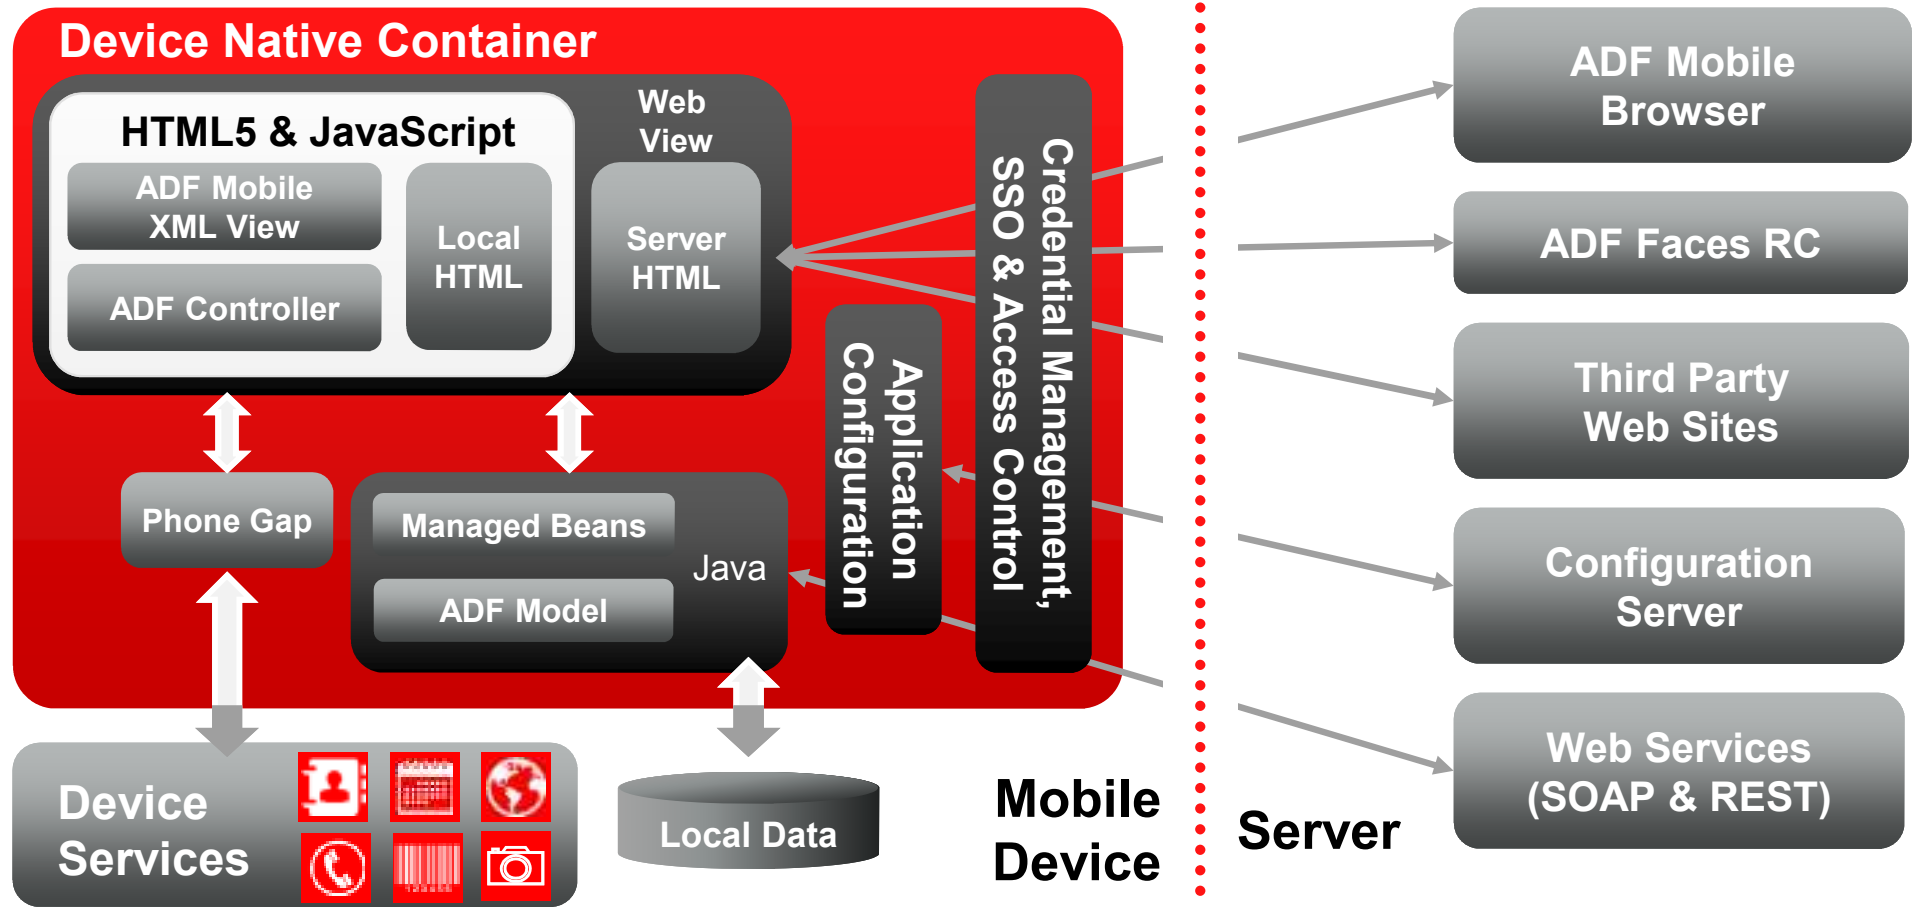 Device Native Container
Web
View
HTML5 & JavaScript
ADF Mobile
XML View
ADF Controller
Local
HTML
Server
HTML
Application
Configuration
Credential Management,
SSO & Access Control
Phone Gap
Managed Beans
ADF Model
Java
Device
Services
Local Data
Mobile
Device
Server
ADF Mobile
Browser
ADF Faces RC
Third Party
Web Sites
Configuration
Server
Web Services
(SOAP & REST)